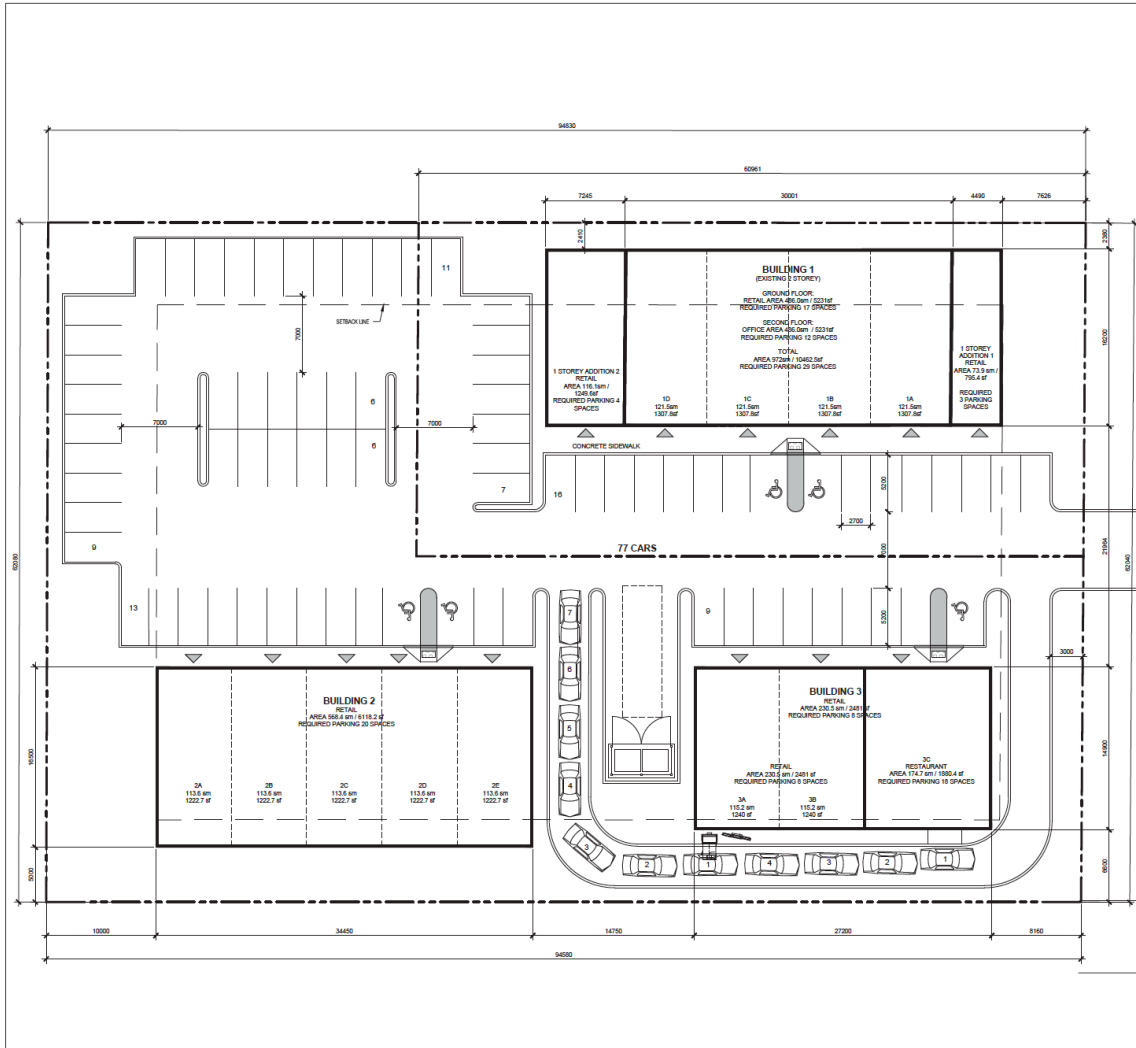 94830
60961
7245
30001
4490
7626
2410
2380
11
BUILDING 1
(EXISTING 2 STOREY)
GROUND FLOOR:
RETAIL AREA 486.0sm / 5231sf
REQUIRED PARKING 17 SPACES
SECOND FLOOR:
OFFICE AREA 436.0sm / 5231sf
REQUIRED PARKING 12 SPACES
TOTAL
AREA 972sm / 10462.5sf
REQUIRED PARKING 29 SPACES
SETBACK LINE
7000
16200
1 STOREY ADDITION 2
RETAIL
AREA 116.1sm /
1249.6sf
REQUIRED PARKING 4
SPACES
1 STOREY
ADDITION 1
RETAIL
AREA 73.9 sm /
795.4 sf
REQUIRED
3 PARKING
SPACES
1D
121.5sm
1307.8sf
1C
121.5sm
1307.8sf
1B
121.5sm
1307.8sf
1A
121.5sm
1307.8sf
6
7000
6
7000
CONCRETE SIDEWALK
7
16
5200
2700
9
77 CARS
7000
21964
62080
62040
13
7
9
5200
6
3000
5
4
3
2
1
4
3
2
1
BUILDING 2
RETAIL
AREA 568.4 sm / 6118.2 sf
REQUIRED PARKING 20 SPACES
2A
113.6 sm
1222.7 sf
2B
113.6 sm
1222.7 sf
2C
113.6 sm
1222.7 sf
2D
113.6 sm
1222.7 sf
2E
113.6 sm
1222.7 sf
BUILDING 3
RETAIL
AREA 230.5 sm / 2481 sf
REQUIRED PARKING 8 SPACES
RETAIL
AREA 230.5 sm / 2481 sf
REQUIRED PARKING 8 SPACES
3C
RESTAURANT
AREA 174.7 sm / 1880.4 sf
REQUIRED PARKING 18 SPACES
3A
115.2 sm
1240 sf
3B
115.2 sm
1240 sf
16500
14900
5000
6600
10000
34450
14750
27200
8160
94580